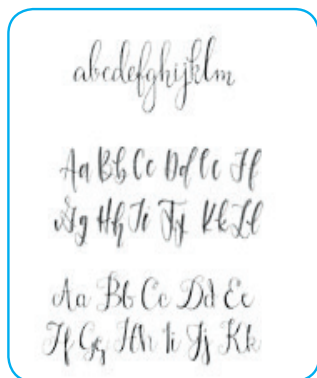 abcdefghijklm
Aa Bb Cc Dd Ee Ff
Gg Hh Ii Jj Kk Ll
Aa Bb Cc Dd Ee
Ff Gg Hh Ii Jj Kk